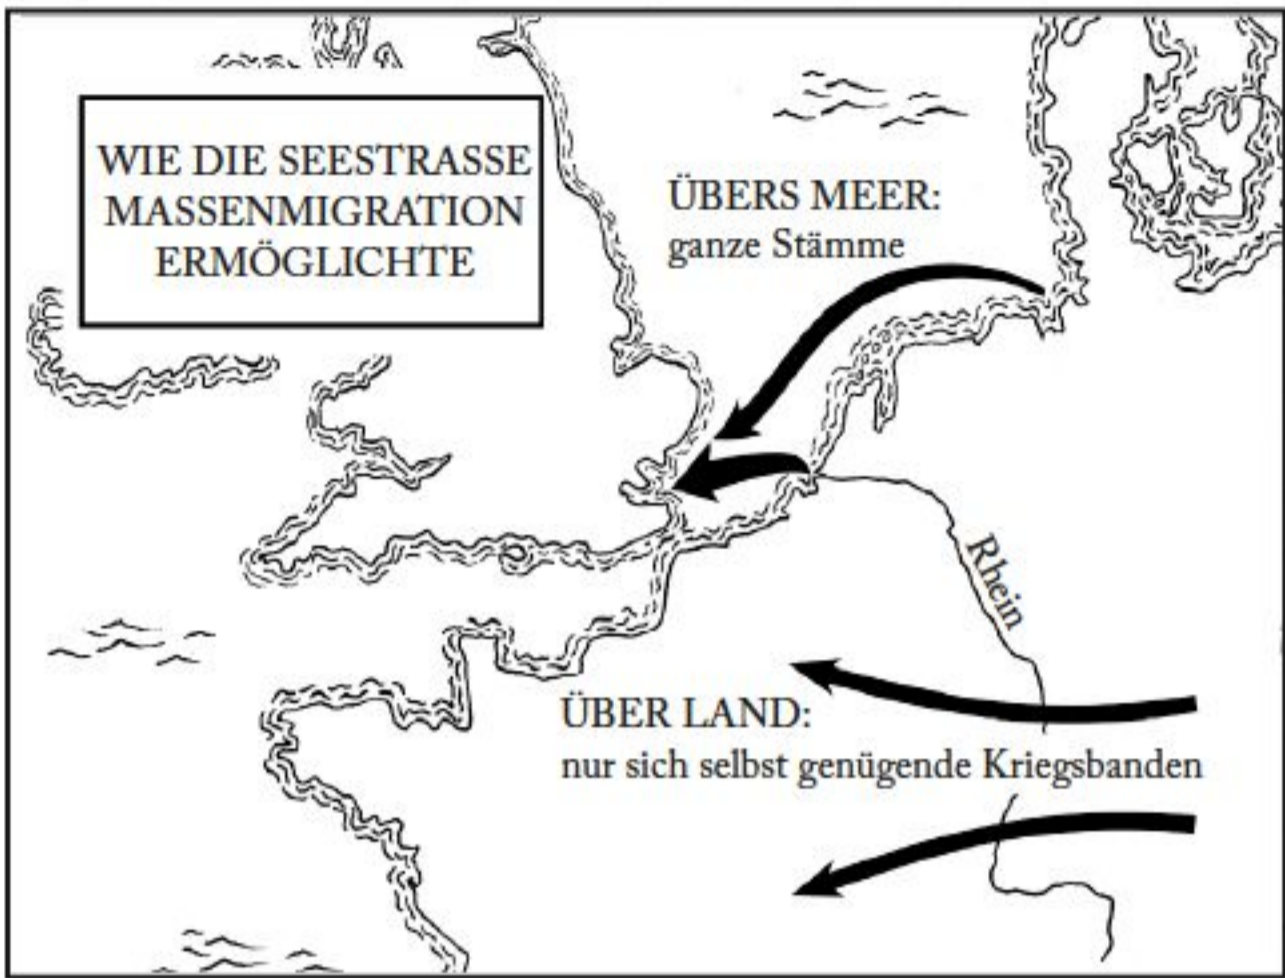 WIE DIE SEESTRASSE
MASSENMIGRATION
ERMÖGLICHTE
ÜBERS MEER:
ganze Stämme
Rhein
ÜBER LAND:
nur sich selbst genügende Kriegsbanden